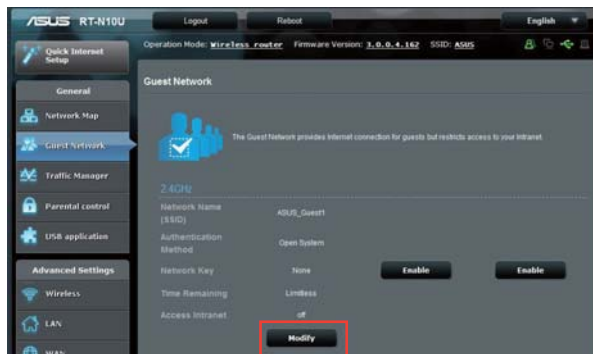 ASUS RT-N10U
Logout
Reboot
English
Operation Mode: Wireless router Firmware Version: 3.0.0.4.162 SSID: ASUS
Quick Internet
Setup
General
Network Map
Guest Network
Traffic Manager
Parental control
USB application
Advanced Settings
Wireless
LAN
WAN
Guest Network
The Guest Network provides Internet connection for guests but restricts access to your Intranet.
2.4GHz
Network Name
(SSID)
ASUS_Guest1
Authentication
Method
Open System
Network Key
None
Enable
Enable
Time Remaining
Limitless
Access Intranet
off
Modify